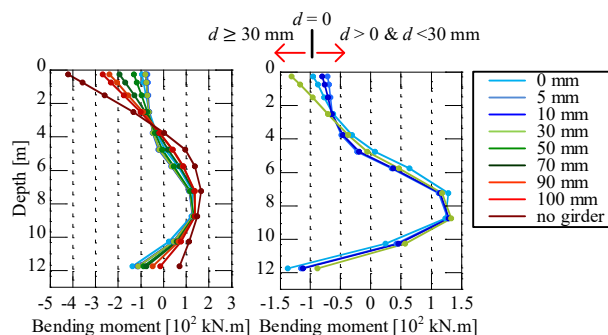 d = 0
d ≥ 30 mm
d > 0 & d <30 mm
0
2
4
6
8
10
12
Depth [m]
-5 -4 -3 -2 -1 0 1 2 3
Bending moment [10² kN.m]
0
2
4
6
8
10
12
-1.5 -1 -0.5 0 0.5 1 1.5
Bending moment [10² kN.m]
0 mm
5 mm
10 mm
30 mm
50 mm
70 mm
90 mm
100 mm
no girder